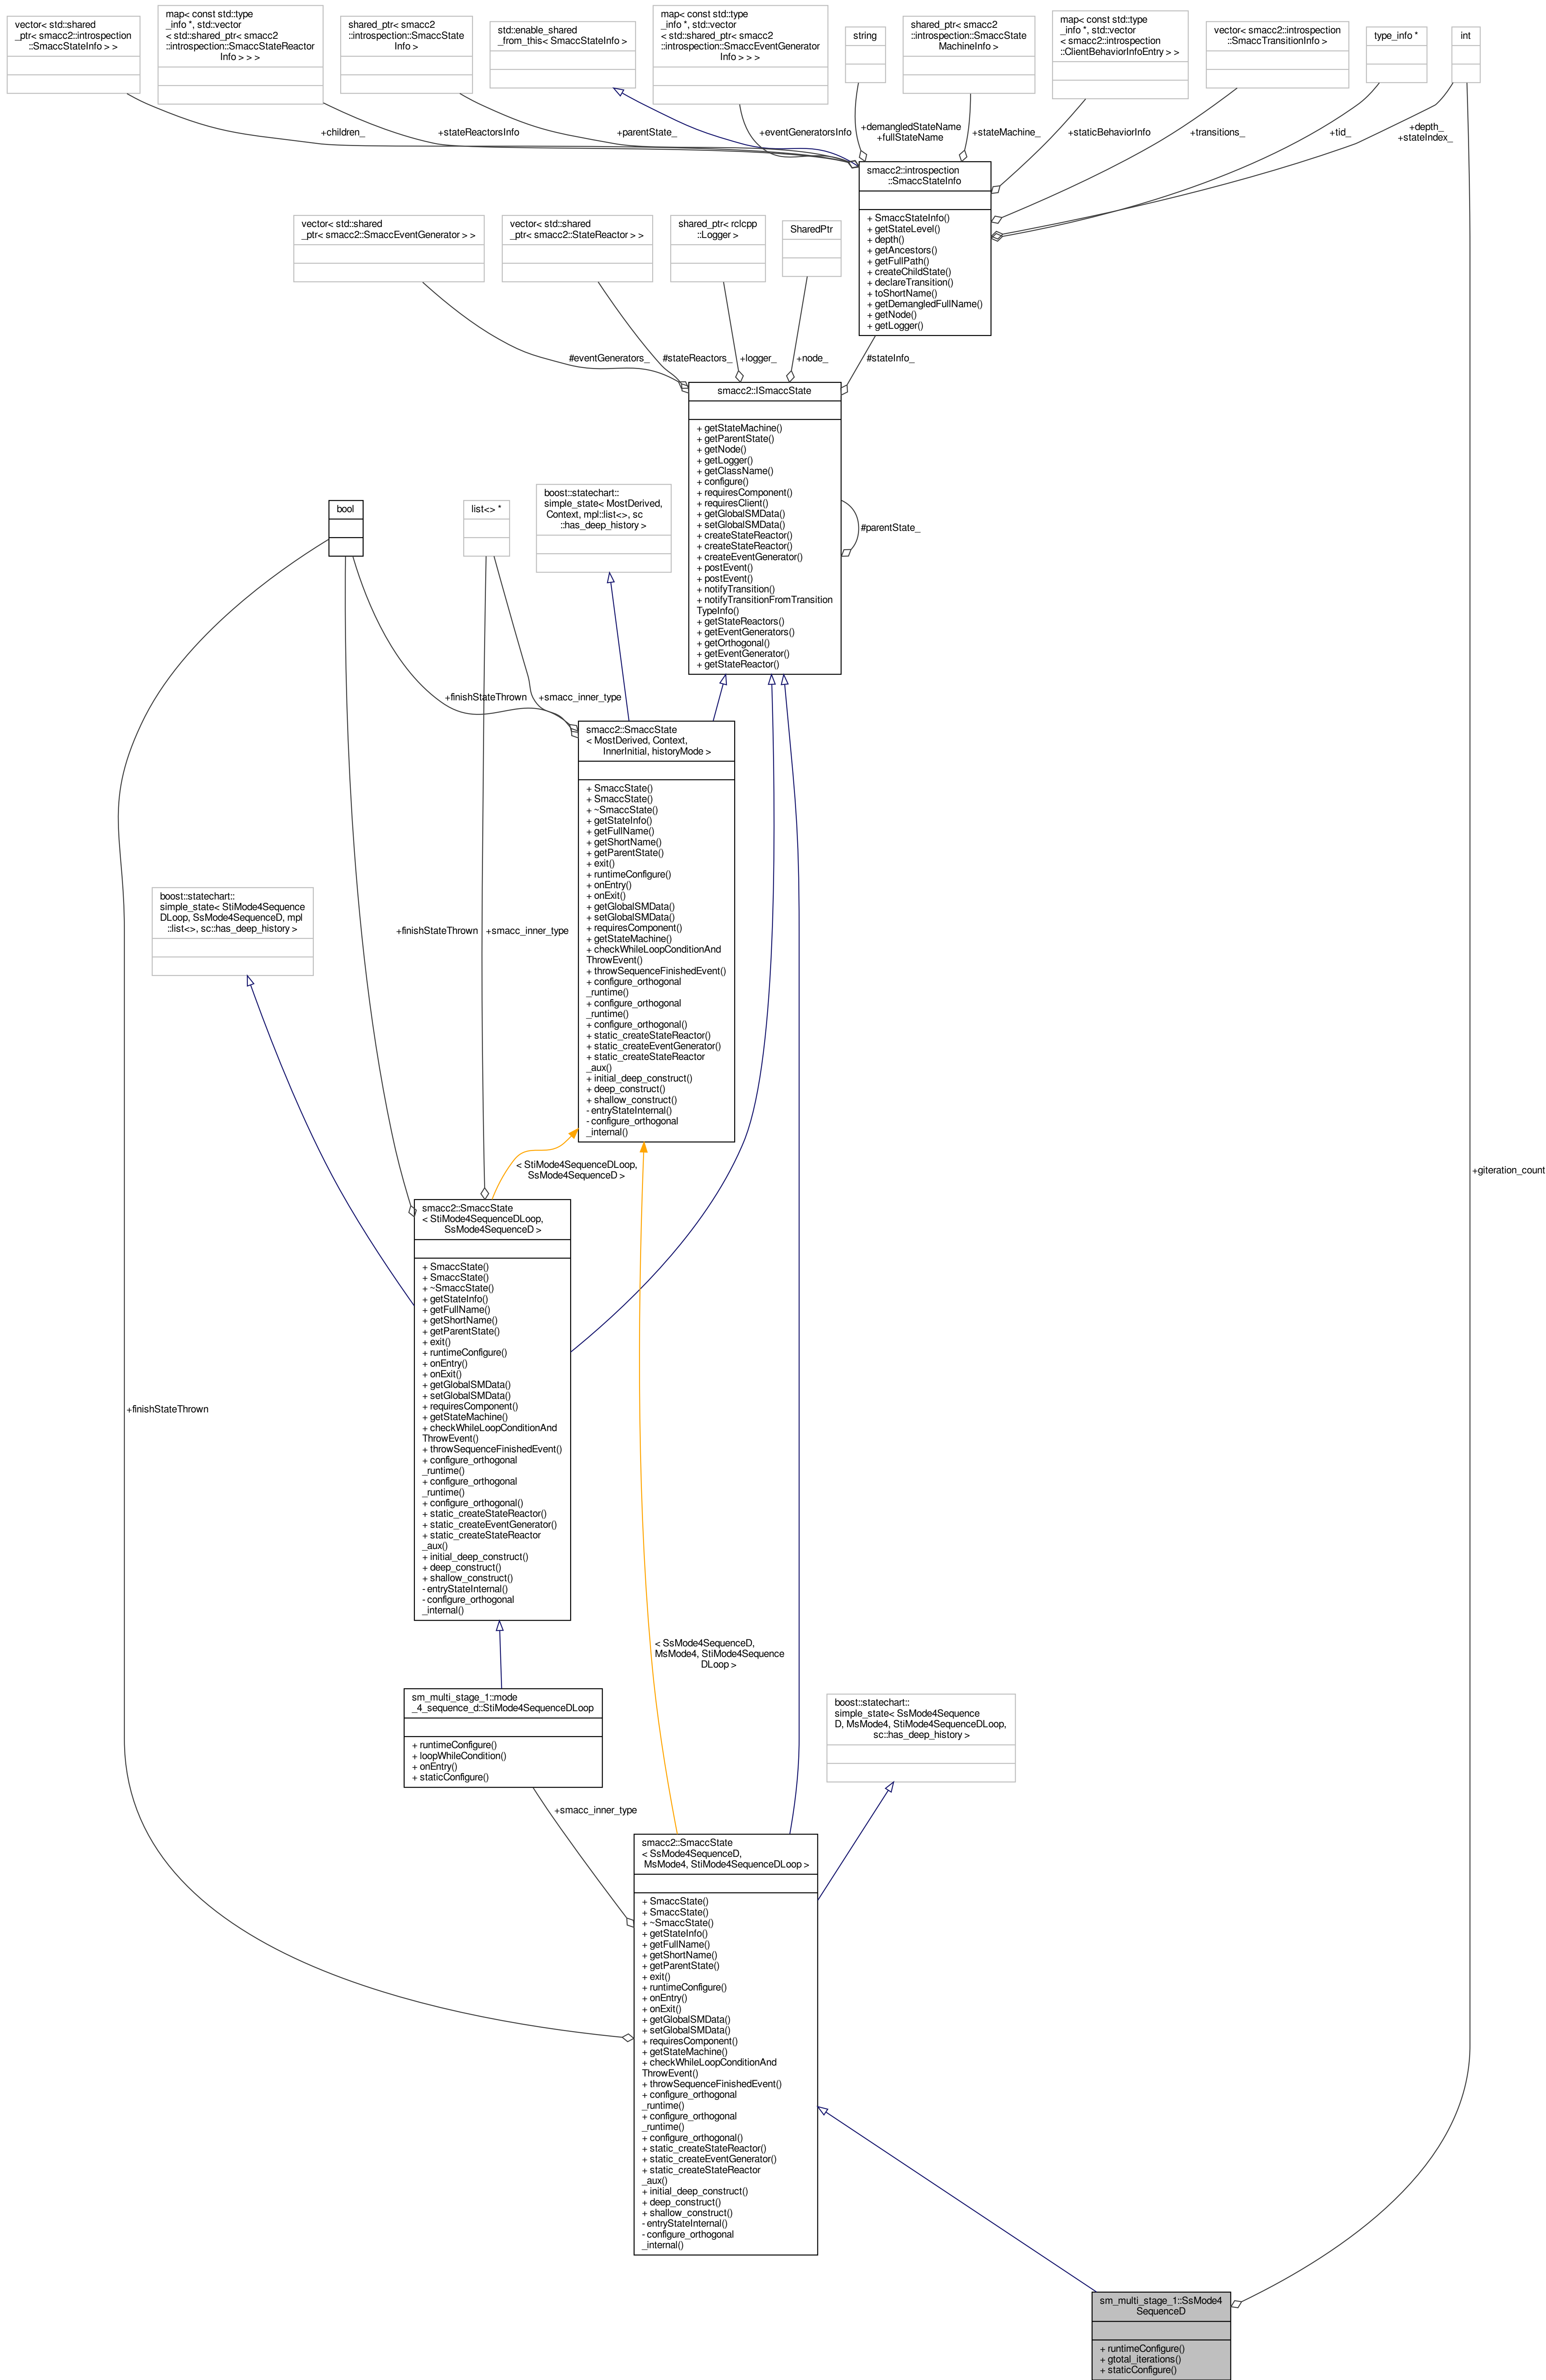 vector< std::shared
_ptr< smacc2::introspection
::SmaccStateInfo > >
map< const std::type
_info *, std::vector
< std::shared_ptr< smacc2
::introspection::SmaccStateReactor
Info > > >
shared_ptr< smacc2
::introspection::SmaccState
Info >
std::enable_shared
_from_this< SmaccStateInfo >
map< const std::type
_info *, std::vector
< std::shared_ptr< smacc2
::introspection::SmaccEventGenerator
Info > > >
string
shared_ptr< smacc2
::introspection::SmaccState
MachineInfo >
map< const std::type
_info *, std::vector
< smacc2::introspection
::ClientBehaviorInfoEntry > >
vector< smacc2::introspection
::SmaccTransitionInfo >
type_info *
int
+children_
+stateReactorsInfo
+parentState_
+eventGeneratorsInfo
+demangledStateName
+fullStateName
+stateMachine_
+staticBehaviorInfo
+transitions_
+tid_
+depth_
+stateIndex_
smacc2::introspection
::SmaccStateInfo
+ SmaccStateInfo()
+ getStateLevel()
+ depth()
+ getAncestors()
+ getFullPath()
+ createChildState()
+ declareTransition()
+ toShortName()
+ getDemangledFullName()
+ getNode()
+ getLogger()
vector< std::shared
_ptr< smacc2::SmaccEventGenerator > >
vector< std::shared
_ptr< smacc2::StateReactor > >
shared_ptr< rclcpp
::Logger >
SharedPtr
#eventGenerators_
#stateReactors_
+logger_
+node_
#stateInfo_
smacc2::ISmaccState
+ getStateMachine()
+ getParentState()
+ getNode()
+ getLogger()
+ getClassName()
+ configure()
+ requiresComponent()
+ requiresClient()
+ getGlobalSMData()
+ setGlobalSMData()
+ createStateReactor()
+ createStateReactor()
+ createEventGenerator()
+ postEvent()
+ postEvent()
+ notifyTransition()
+ notifyTransitionFromTransition
TypeInfo()
+ getStateReactors()
+ getEventGenerators()
+ getOrthogonal()
+ getEventGenerator()
+ getStateReactor()
#parentState_
bool
list<> *
boost::statechart::
simple_state< MostDerived,
Context, mpl::list<>, sc
::has_deep_history >
+finishStateThrown
+smacc_inner_type
smacc2::SmaccState
< MostDerived, Context,
InnerInitial, historyMode >
+ SmaccState()
+ SmaccState()
+ ~SmaccState()
+ getStateInfo()
+ getFullName()
+ getShortName()
+ getParentState()
+ exit()
+ runtimeConfigure()
+ onEntry()
+ onExit()
+ getGlobalSMData()
+ setGlobalSMData()
+ requiresComponent()
+ getStateMachine()
+ checkWhileLoopConditionAnd
ThrowEvent()
+ throwSequenceFinishedEvent()
+ configure_orthogonal
_runtime()
+ configure_orthogonal
_runtime()
+ configure_orthogonal()
+ static_createStateReactor()
+ static_createEventGenerator()
+ static_createStateReactor
_aux()
+ initial_deep_construct()
+ deep_construct()
+ shallow_construct()
- entryStateInternal()
- configure_orthogonal
_internal()
boost::statechart::
simple_state< StiMode4Sequence
DLoop, SsMode4SequenceD, mpl
::list<>, sc::has_deep_history >
+finishStateThrown
+smacc_inner_type
< StiMode4SequenceDLoop,
SsMode4SequenceD >
+giteration_count
smacc2::SmaccState
< StiMode4SequenceDLoop,
SsMode4SequenceD >
+ SmaccState()
+ SmaccState()
+ ~SmaccState()
+ getStateInfo()
+ getFullName()
+ getShortName()
+ getParentState()
+ exit()
+ runtimeConfigure()
+ onEntry()
+ onExit()
+ getGlobalSMData()
+ setGlobalSMData()
+ requiresComponent()
+ getStateMachine()
+ checkWhileLoopConditionAnd
ThrowEvent()
+ throwSequenceFinishedEvent()
+ configure_orthogonal
_runtime()
+ configure_orthogonal
_runtime()
+ configure_orthogonal()
+ static_createStateReactor()
+ static_createEventGenerator()
+ static_createStateReactor
_aux()
+ initial_deep_construct()
+ deep_construct()
+ shallow_construct()
- entryStateInternal()
- configure_orthogonal
_internal()
+finishStateThrown
< SsMode4SequenceD,
MsMode4, StiMode4Sequence
DLoop >
sm_multi_stage_1::mode
_4_sequence_d::StiMode4SequenceDLoop
+ runtimeConfigure()
+ loopWhileCondition()
+ onEntry()
+ staticConfigure()
boost::statechart::
simple_state< SsMode4Sequence
D, MsMode4, StiMode4SequenceDLoop,
sc::has_deep_history >
+smacc_inner_type
smacc2::SmaccState
< SsMode4SequenceD,
MsMode4, StiMode4SequenceDLoop >
+ SmaccState()
+ SmaccState()
+ ~SmaccState()
+ getStateInfo()
+ getFullName()
+ getShortName()
+ getParentState()
+ exit()
+ runtimeConfigure()
+ onEntry()
+ onExit()
+ getGlobalSMData()
+ setGlobalSMData()
+ requiresComponent()
+ getStateMachine()
+ checkWhileLoopConditionAnd
ThrowEvent()
+ throwSequenceFinishedEvent()
+ configure_orthogonal
_runtime()
+ configure_orthogonal
_runtime()
+ configure_orthogonal()
+ static_createStateReactor()
+ static_createEventGenerator()
+ static_createStateReactor
_aux()
+ initial_deep_construct()
+ deep_construct()
+ shallow_construct()
- entryStateInternal()
- configure_orthogonal
_internal()
sm_multi_stage_1::SsMode4
SequenceD
+ runtimeConfigure()
+ gtotal_iterations()
+ staticConfigure()